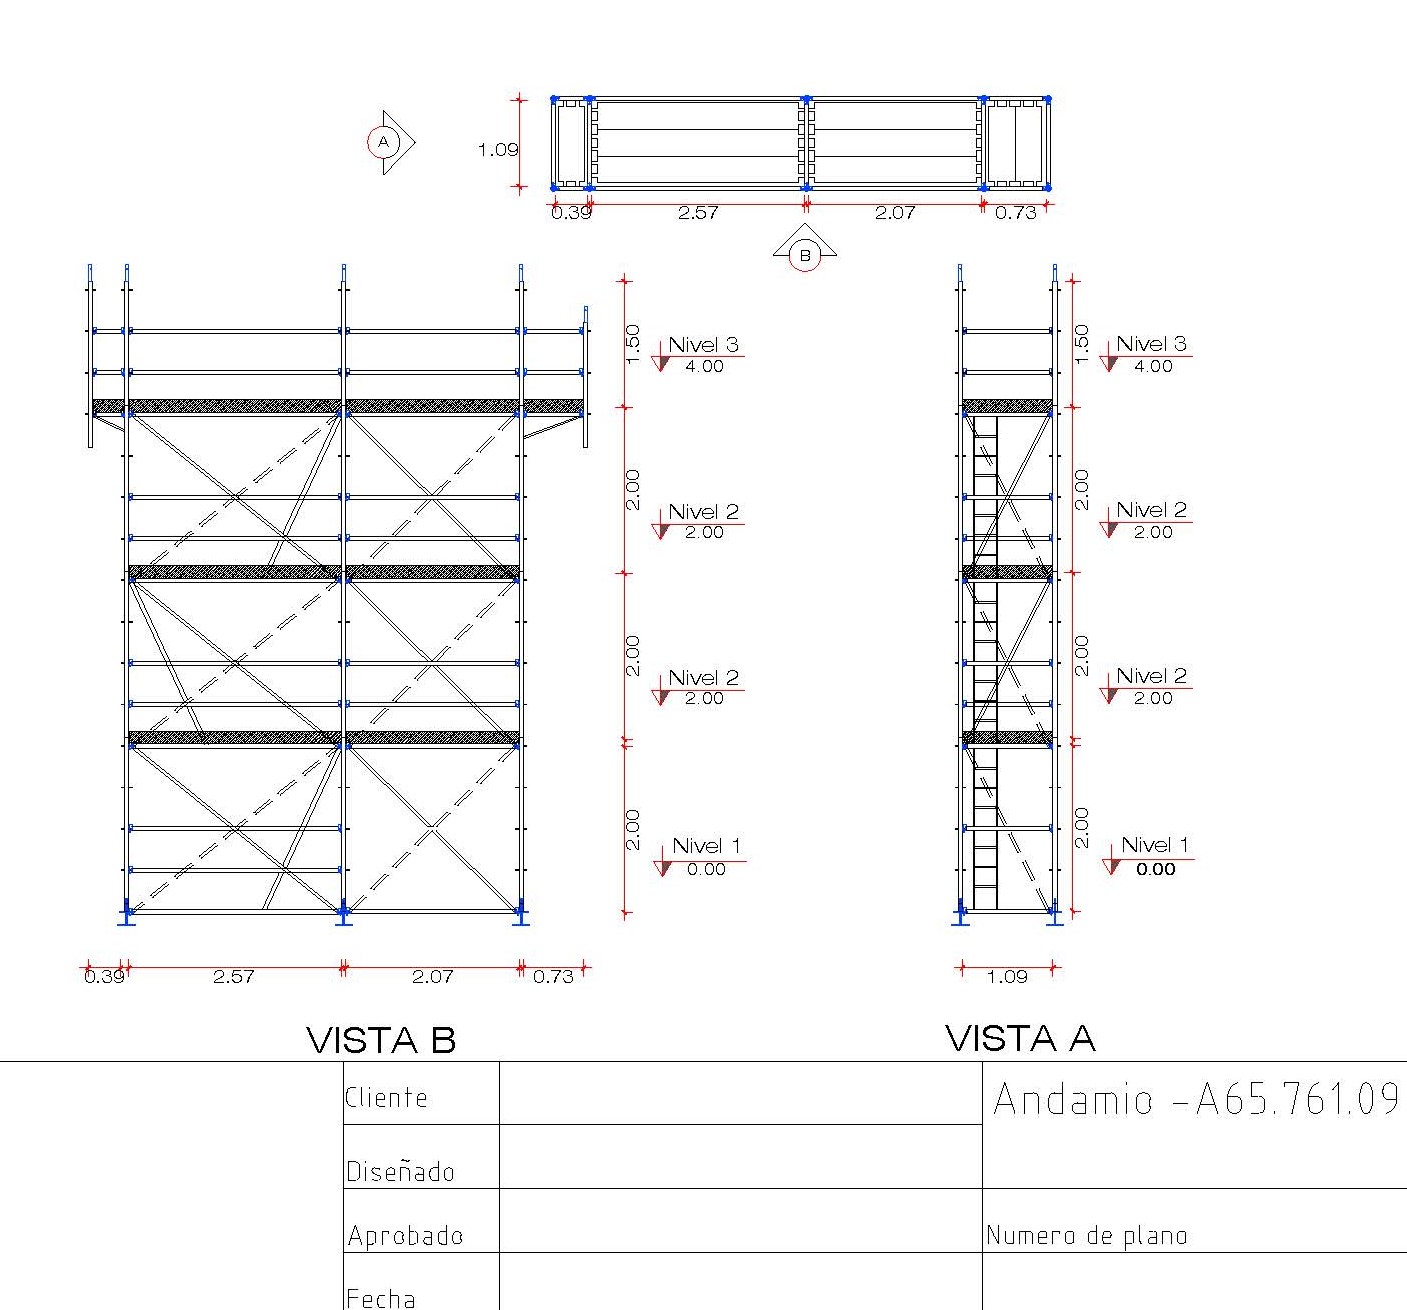 A
1.09
0.39
2.57
2.07
0.73
B
1.50
Nivel 3
4.00
2.00
Nivel 2
2.00
2.00
Nivel 2
2.00
2.00
Nivel 1
0.00
0.39
2.57
2.07
0.73
VISTA B
1.50
Nivel 3
4.00
2.00
Nivel 2
2.00
2.00
Nivel 2
2.00
2.00
Nivel 1
0.00
1.09
VISTA A
Cliente
Andamio -A65.761.09
Diseñado
Aprobado
Numero de plano
Fecha